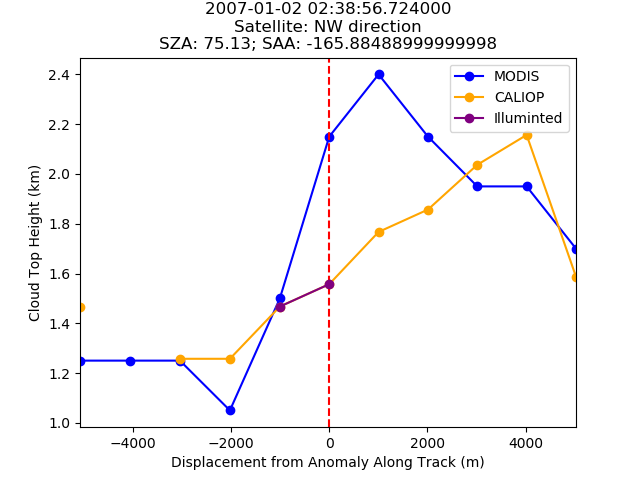 2007-01-02 02:38:56.724000
Satellite: NW direction
SZA: 75.13; SAA: -165.88488999999998
MODIS
CALIOP
Illuminted
Cloud Top Height (km)
2.4
2.2
2.0
1.8
1.6
1.4
1.2
1.0
−4000
−2000
0
2000
4000
Displacement from Anomaly Along Track (m)